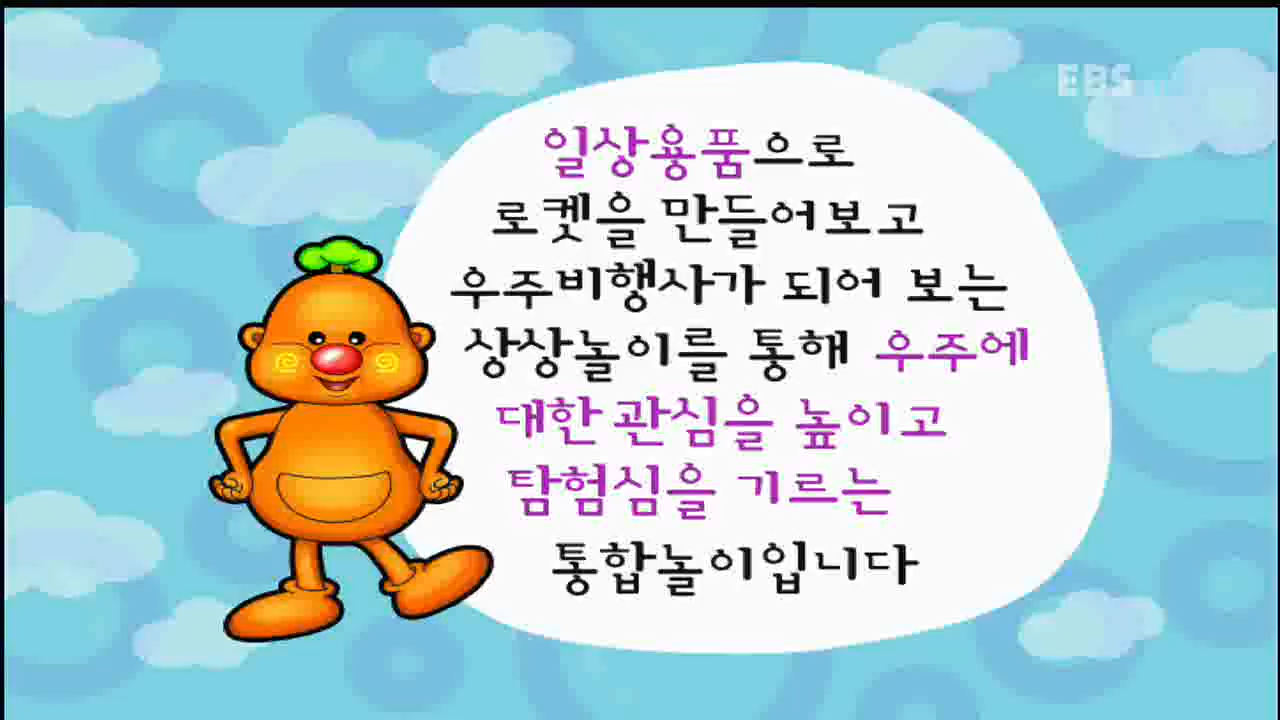 EBS
일상용품으로
로켓을 만들어보고
우주비행사가 되어 보는
상상놀이를 통해 우주에
대한 관심을 높이고
탐험심을 기르는
통합놀이입니다